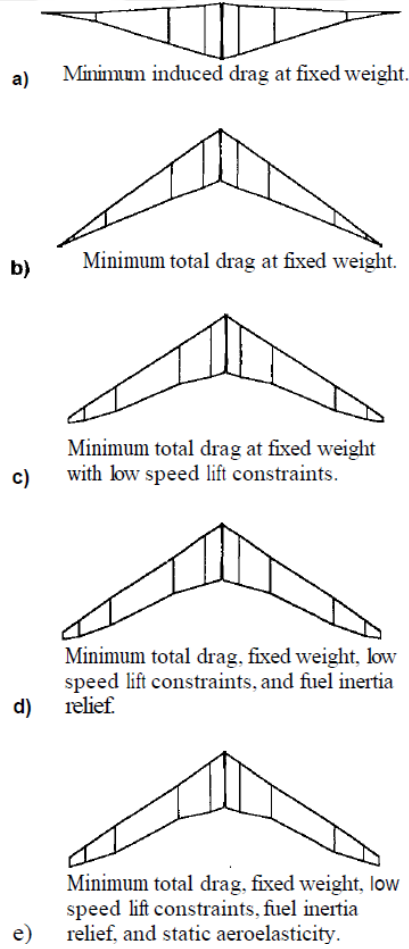 a) Minimum induced drag at fixed weight.
b) Minimum total drag at fixed weight.
Minimum total drag at fixed weight
c) with low speed lift constraints.
Minimum total drag, fixed weight, low
speed lift constraints, and fuel inertia
d) relief.
Minimum total drag, fixed weight, low
speed lift constraints, fuel inertia
e) relief, and static aeroelasticity.